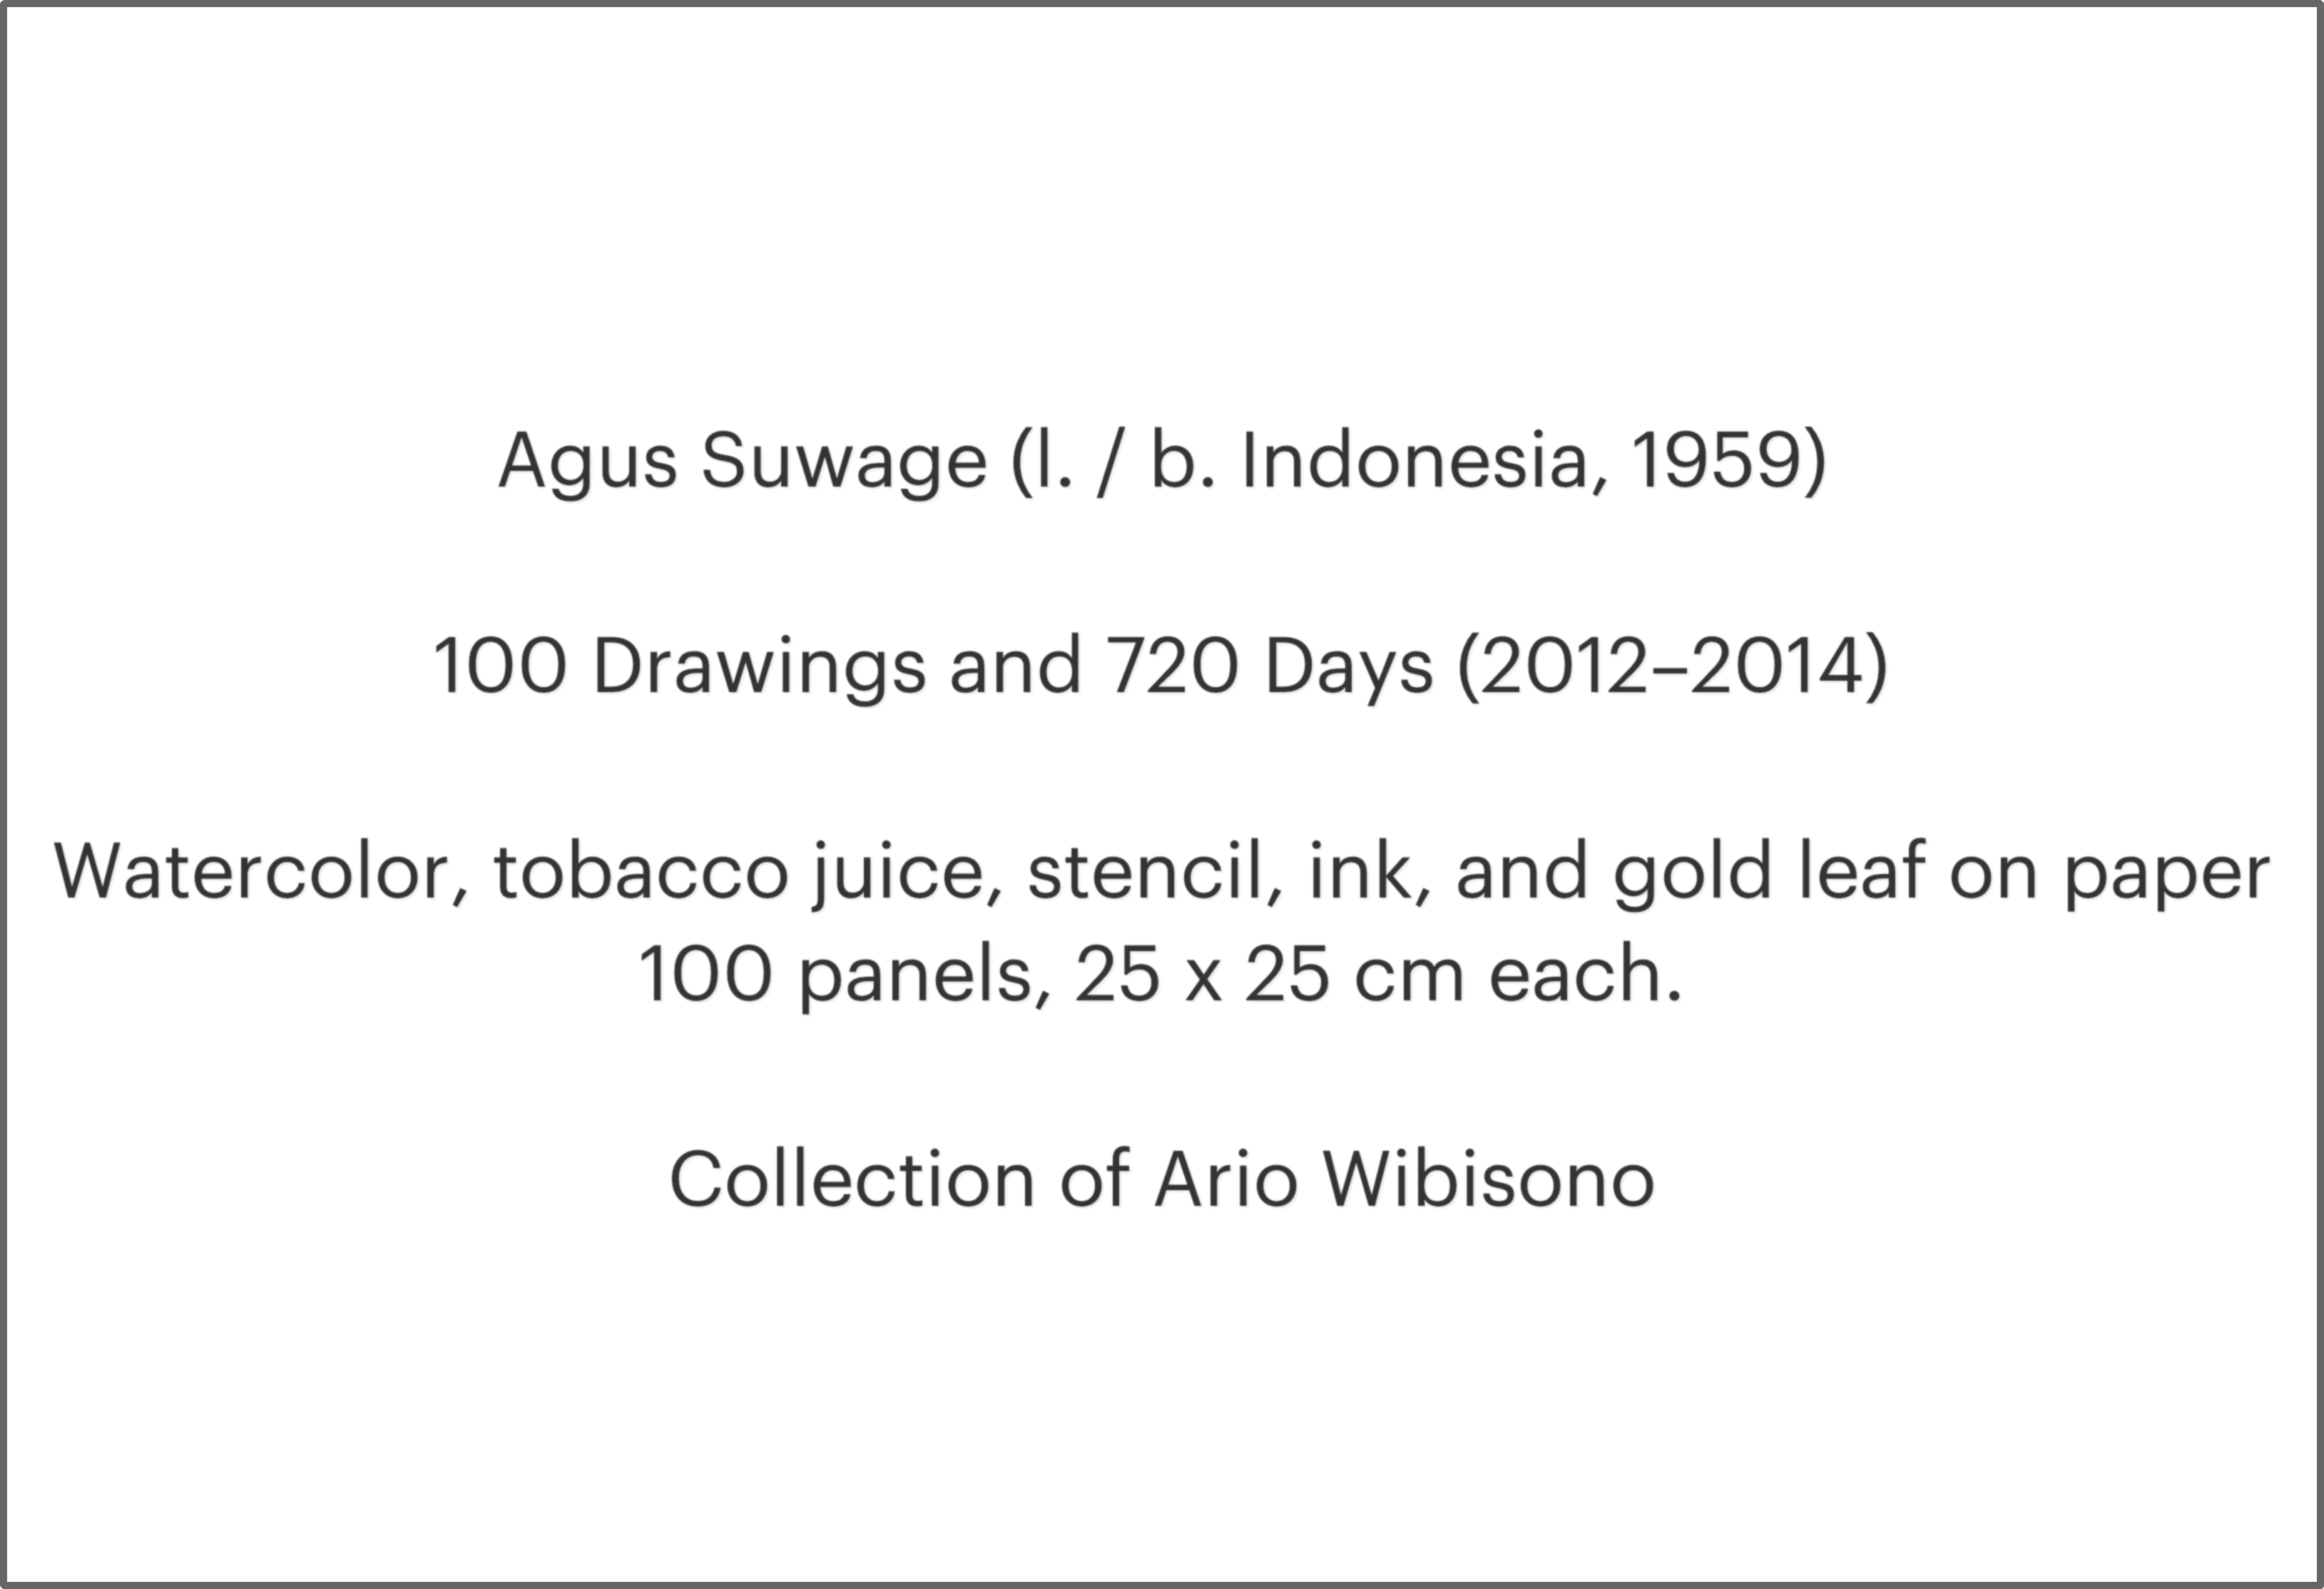 Agus Suwage (l. / b. Indonesia, 1959)
100 Drawings and 720 Days (2012–2014)
Watercolor, tobacco juice, stencil, ink, and gold leaf on paper
100 panels, 25 x 25 cm each.
Collection of Ario Wibisono